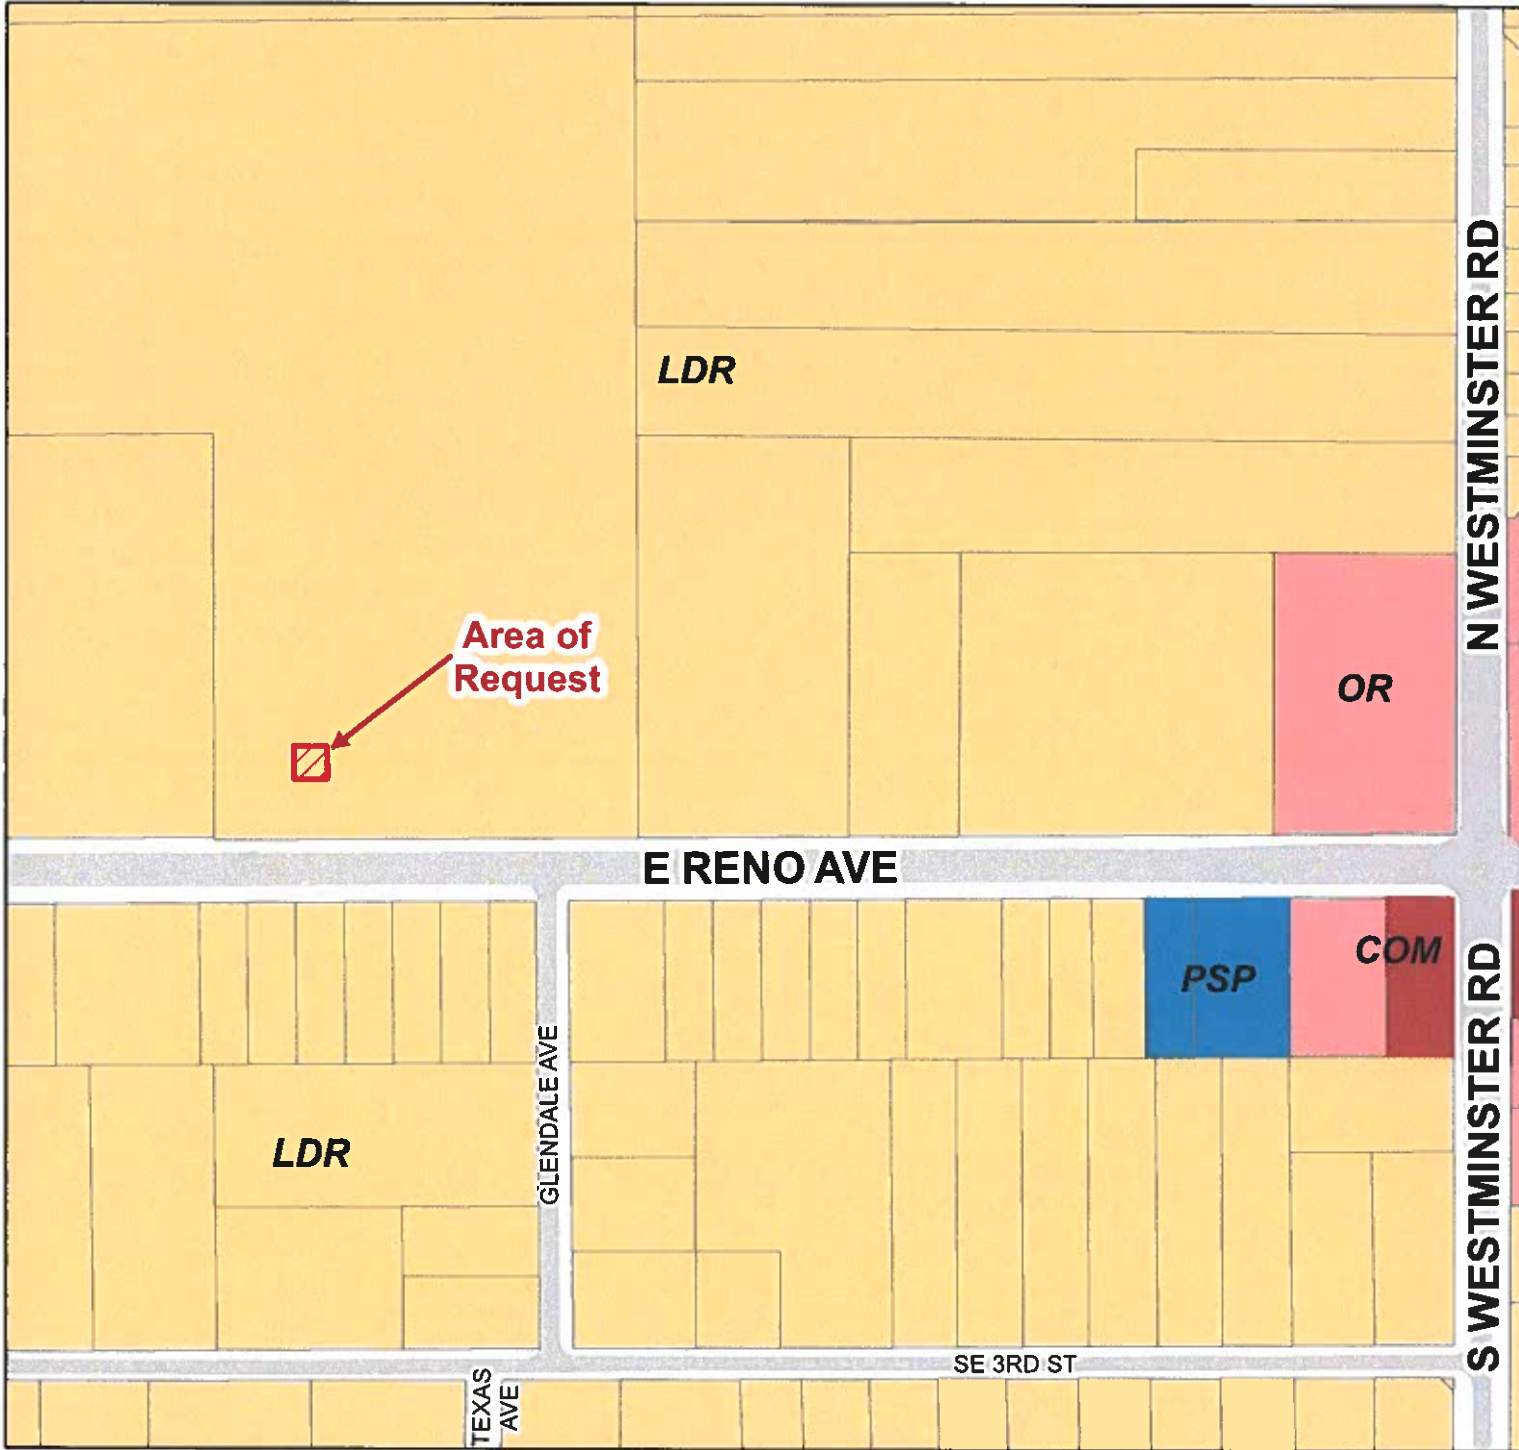 LDR
N WESTMINSTER RD
Area of
Request
OR
E RENO AVE
COM
PSP
GLENDALE AVE
S WESTMINSTER RD
LDR
SE 3RD ST
TEXAS
AVE